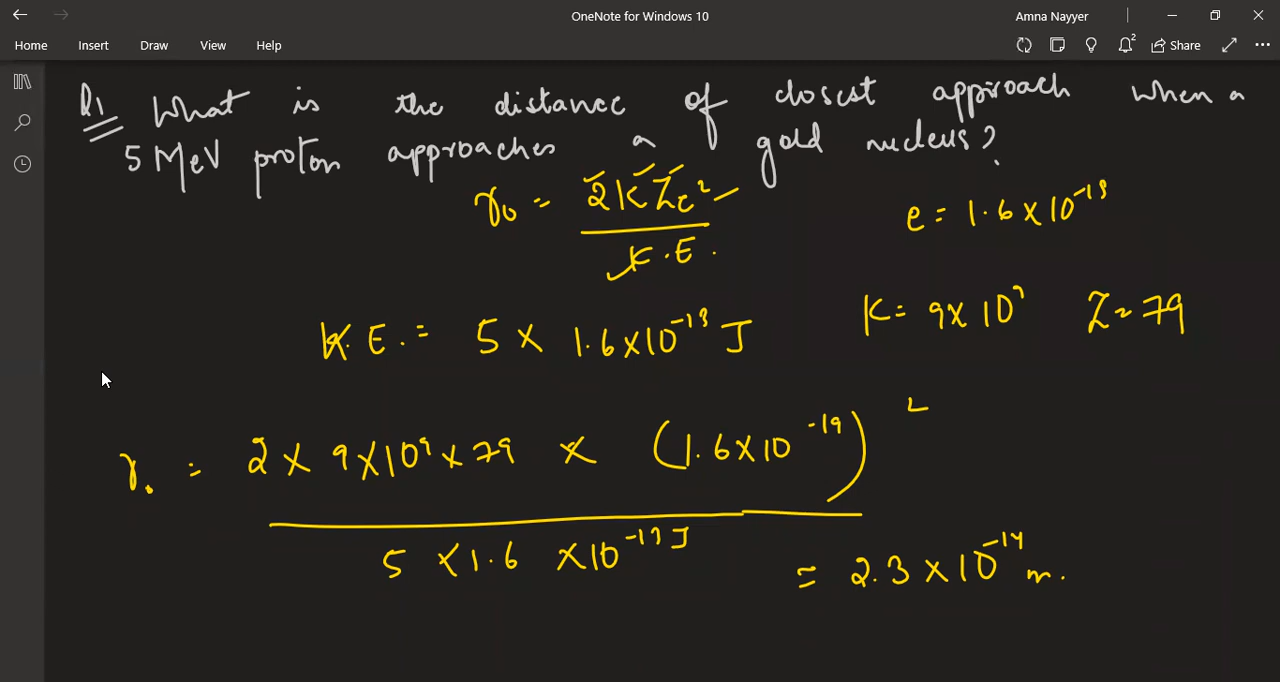 OneNote for Windows 10
Amna Nayyer
Home Insert Draw View Help
2
Share
Q1 What is the distance of closest approach when a
5 MeV proton approaches a gold nucleus?
r₀ = 2KZe² / K.E.
e = 1.6 x 10⁻¹⁹
K.E. = 5 x 1.6 x 10⁻¹³ J
K = 9 x 10⁹ Z = 79
r₀ = 2 x 9 x 10⁹ x 79 x (1.6 x 10⁻¹⁹)²
5 x 1.6 x 10⁻¹³ J
= 2.3 x 10⁻¹⁴ m.